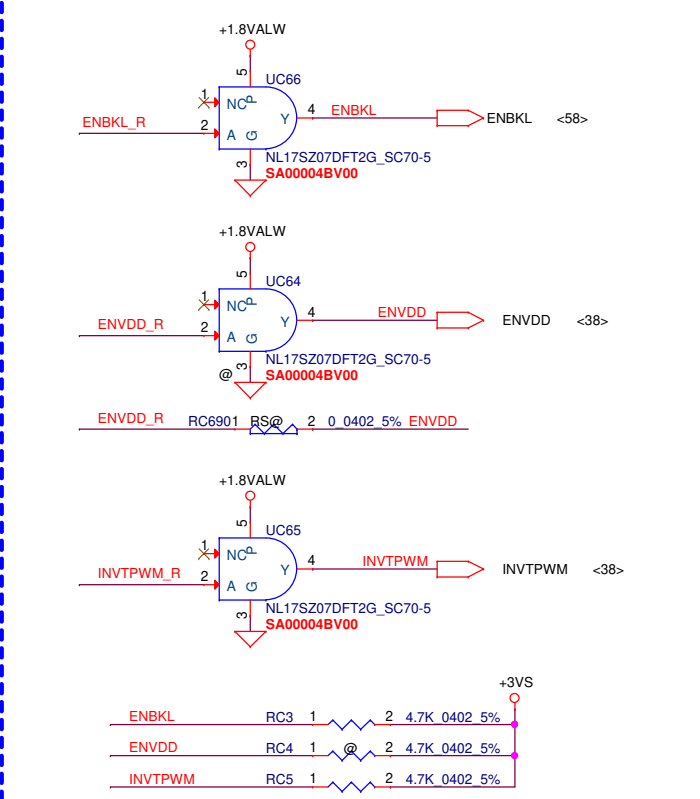 +1.8VALW
5
UC66
1 NC P
ENBKL_R 2 A G Y 4 ENBKL ENBKL <58>
3 NL17SZ07DFT2G_SC70-5
SA00004BV00
+1.8VALW
5
UC64
1 NC P
ENVDD_R 2 A G Y 4 ENVDD ENVDD <38>
3 NL17SZ07DFT2G_SC70-5
@ SA00004BV00
ENVDD_R RC690 1 RS@ 2 0_0402_5% ENVDD
+1.8VALW
5
UC65
1 NC P
INVTPWM_R 2 A G Y 4 INVTPWM INVTPWM <38>
3 NL17SZ07DFT2G_SC70-5
SA00004BV00
+3VS
ENBKL RC3 1 2 4.7K_0402_5%
ENVDD RC4 1 @ 2 4.7K_0402_5%
INVTPWM RC5 1 2 4.7K_0402_5%